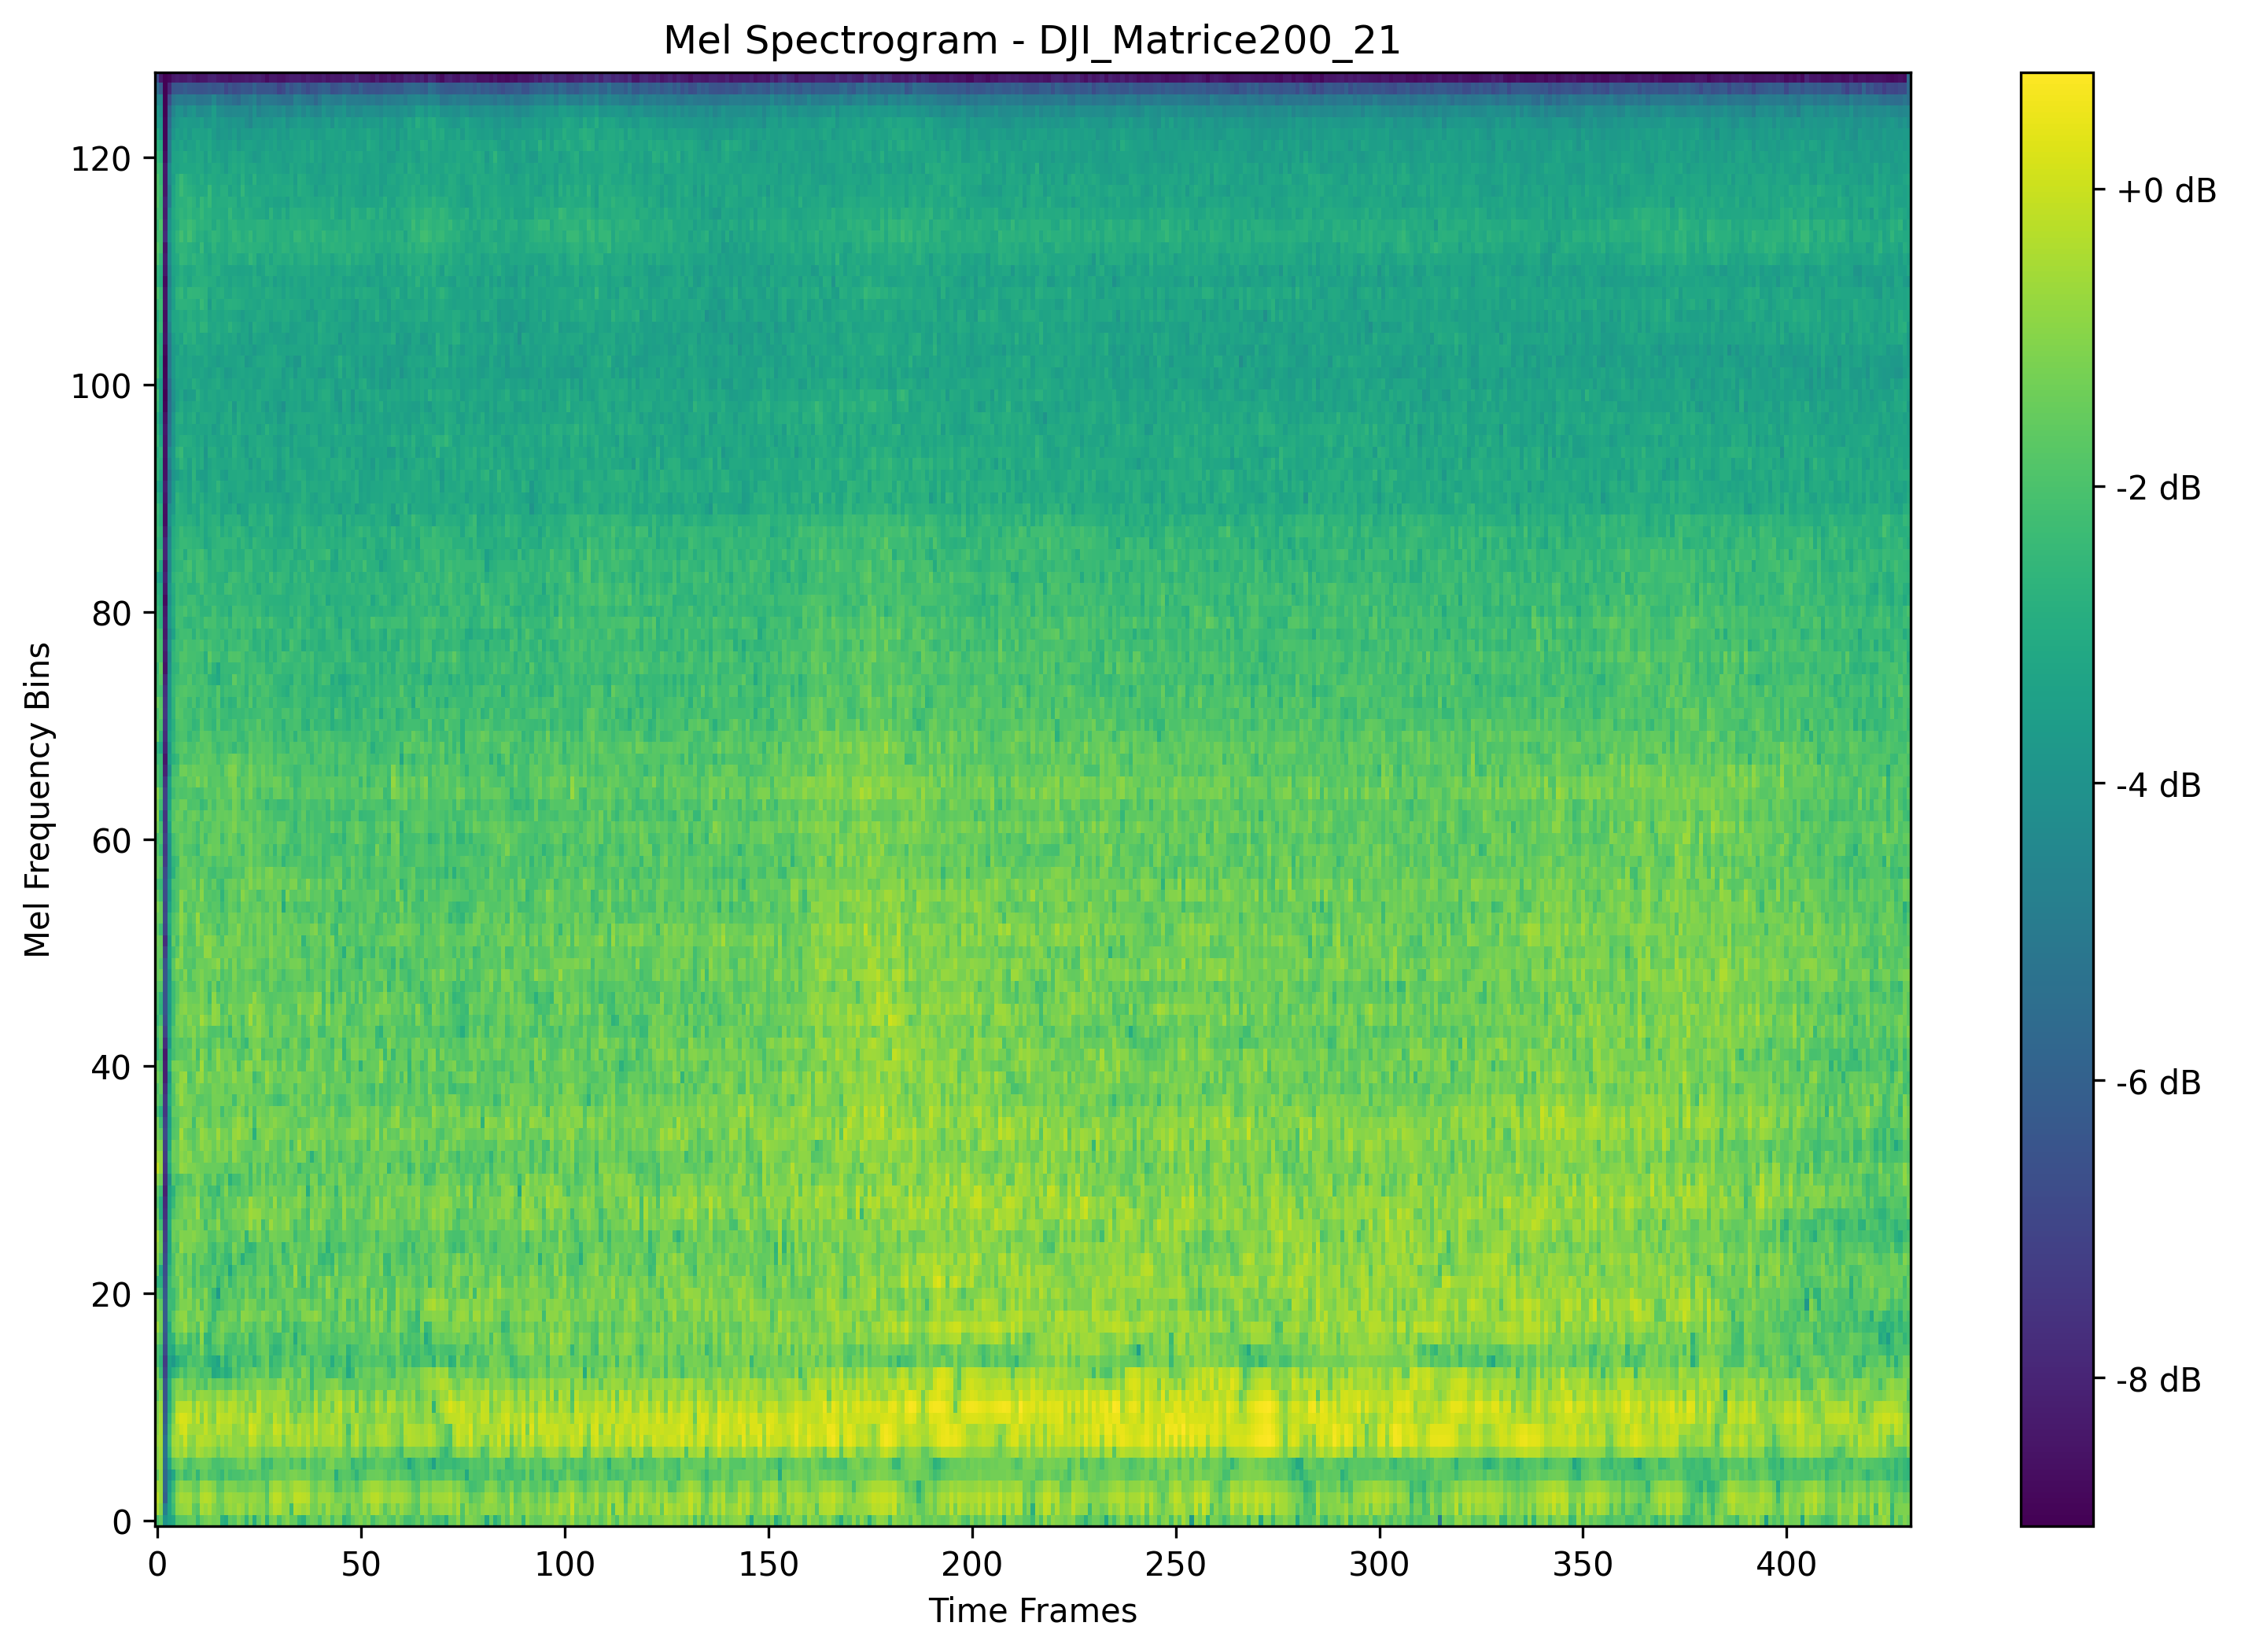 Mel Spectrogram - DJI_Matrice200_21
Mel Frequency Bins
120
100
80
60
40
20
0
0 50 100 150 200 250 300 350 400
Time Frames
+0 dB
-2 dB
-4 dB
-6 dB
-8 dB